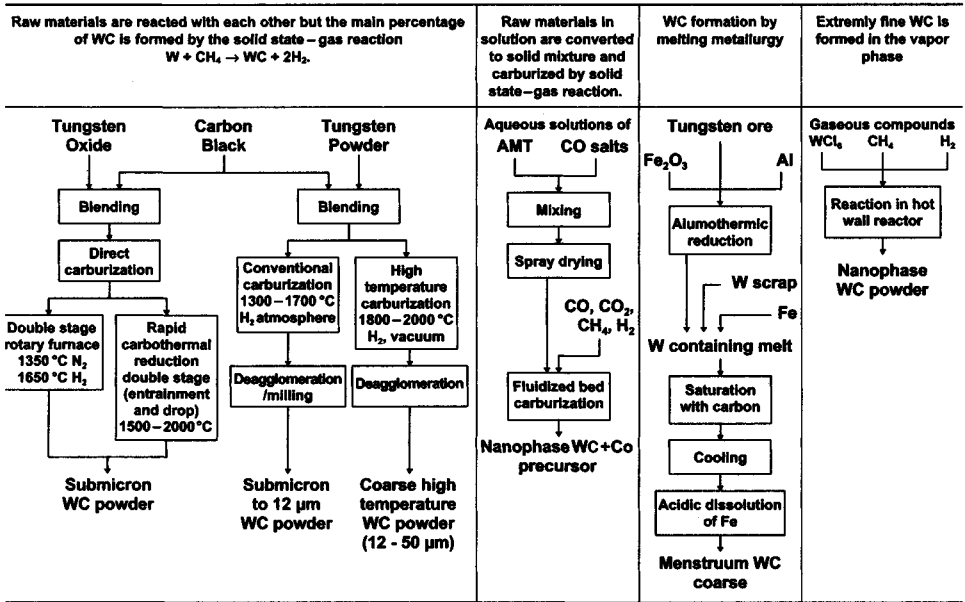 Raw materials are reacted with each other but the main percentage
of WC is formed by the solid state–gas reaction
W + CH₄ → WC + 2H₂.
Raw materials in
solution are converted
to solid mixture and
carburized by solid
state–gas reaction.
WC formation by
melting metallurgy
Extremly fine WC is
formed in the vapor
phase
Tungsten
Oxide
Carbon
Black
Tungsten
Powder
Blending
Blending
Direct
carburization
Conventional
carburization
1300–1700 °C
H₂ atmosphere
High
temperature
carburization
1800–2000 °C
H₂, vacuum
Double stage
rotary furnace
1350 °C N₂
1650 °C H₂
Rapid
carbothermal
reduction
double stage
(entrainment
and drop)
1500–2000 °C
Deagglomeration
/milling
Deagglomeration
Submicron
WC powder
Submicron
to 12 µm
WC powder
Coarse high
temperature
WC powder
(12 - 50 µm)
Aqueous solutions of
AMT CO salts
Mixing
Spray drying
CO, CO₂,
CH₄, H₂
Fluidized bed
carburization
Nanophase WC+Co
precursor
Tungsten ore
Fe₂O₃ Al
Alumothermic
reduction
W scrap
Fe
W containing melt
Saturation
with carbon
Cooling
Acidic dissolution
of Fe
Menstruum WC
coarse
Gaseous compounds
WCl₆ CH₄ H₂
Reaction in hot
wall reactor
Nanophase
WC powder